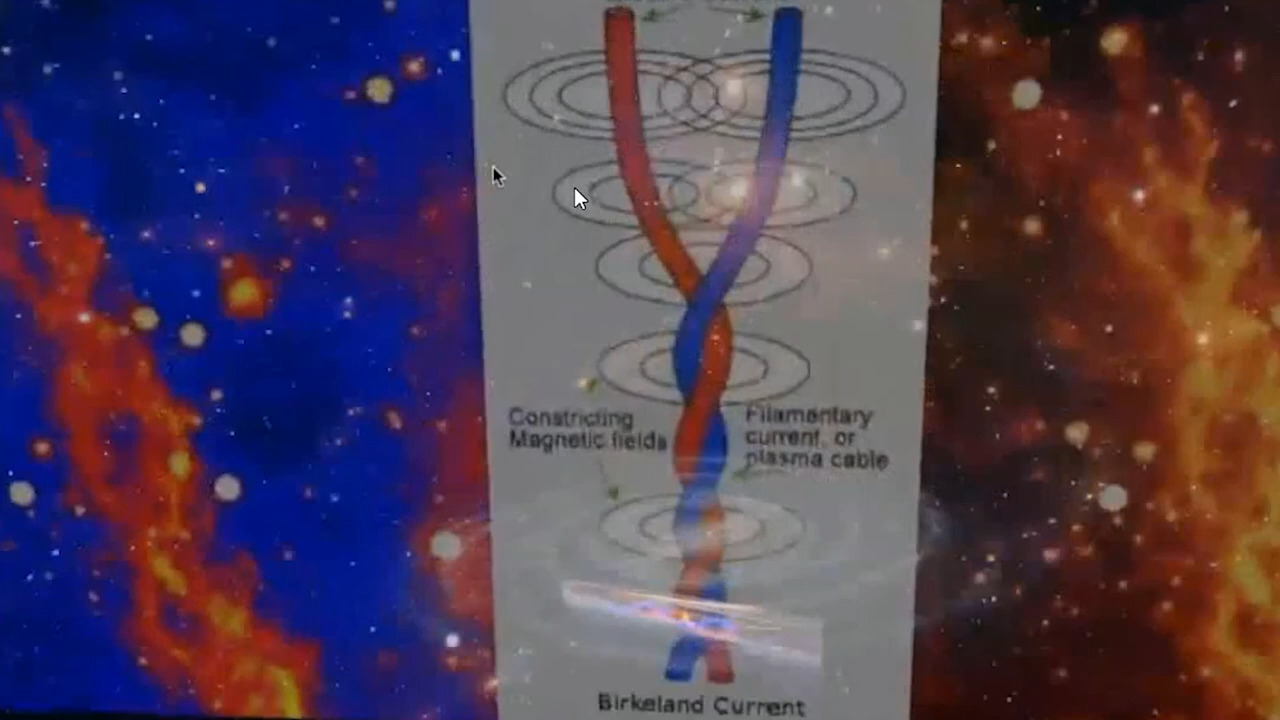 Constricting
Magnetic fields
Filamentary
current, or
plasma cable
Birkeland Current